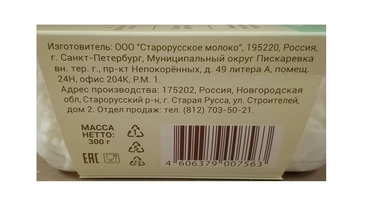 Изготовитель: ООО "Старорусское молоко", 195220, Россия,
г. Санкт-Петербург, Муниципальный округ Пискаревка
вн. тер. г., пр-кт Непокорённых, д. 49 литера А, помещ.
24Н, офис 204К, Р.М. 1.
Адрес производства: 175202, Россия, Новгородская
обл, Старорусский р-н, г. Старая Русса, ул. Строителей,
дом 2. Отдел продаж: тел. (812) 703-50-21.
МАССА
НЕТТО:
300 г
EAC
4 606379 007563